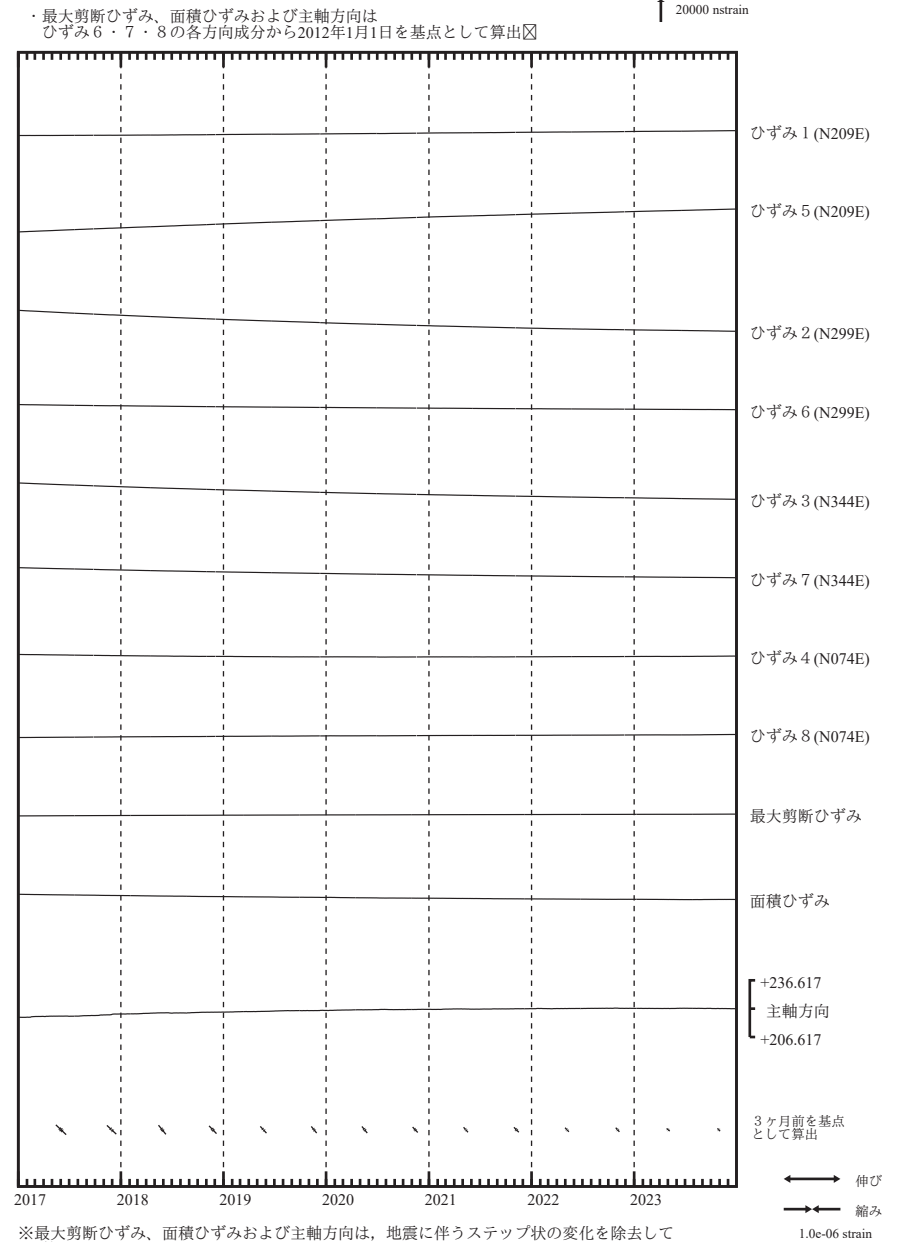 ・最大剪断ひずみ、面積ひずみおよび主軸方向は
ひずみ６・７・８の各方向成分から2012年1月1日を基点として算出
20000 nstrain
ひずみ１(N209E)
ひずみ５(N209E)
ひずみ２(N299E)
ひずみ６(N299E)
ひずみ３(N344E)
ひずみ７(N344E)
ひずみ４(N074E)
ひずみ８(N074E)
最大剪断ひずみ
面積ひずみ
+236.617
主軸方向
+206.617
３ヶ月前を基点
として算出
2017 2018 2019 2020 2021 2022 2023
伸び
縮み
1.0e-06 strain
※最大剪断ひずみ、面積ひずみおよび主軸方向は，地震に伴うステップ状の変化を除去して